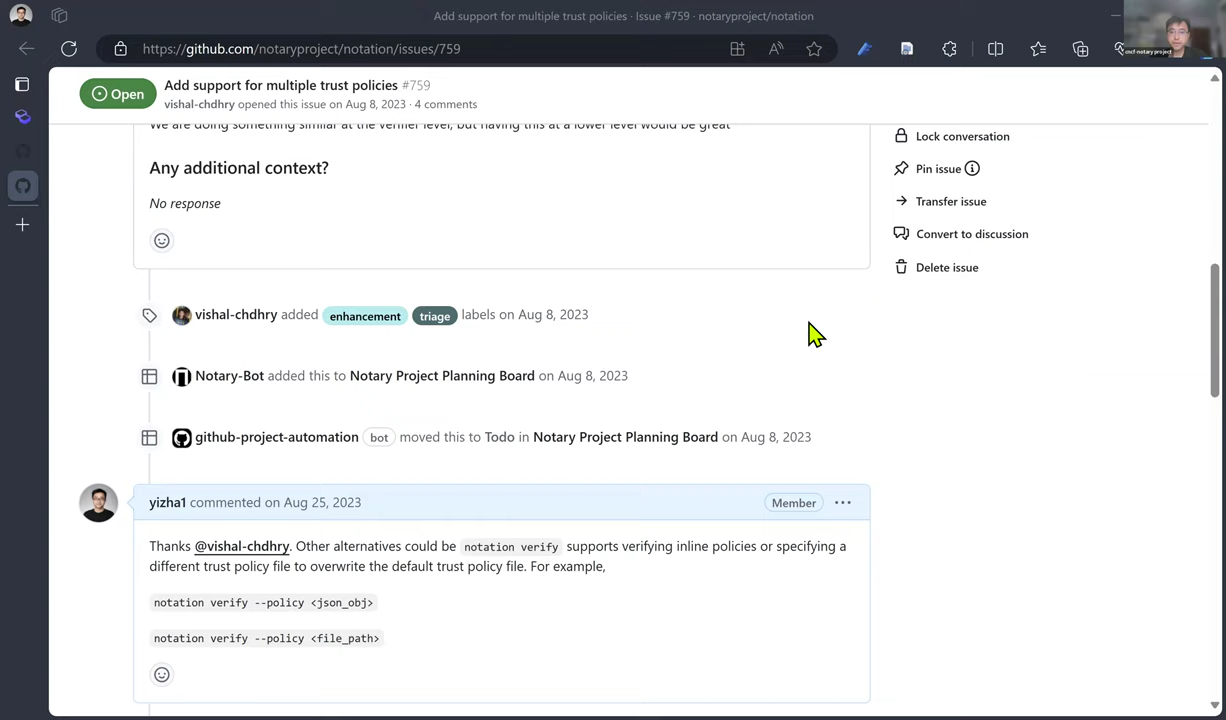 Add support for multiple trust policies · Issue #759 · notaryproject/notation
https://github.com/notaryproject/notation/issues/759
cncf-notary project
Open
Add support for multiple trust policies #759
vishal-chdhry opened this issue on Aug 8, 2023 · 4 comments
We are doing something similar at the verifier level, but having this at a lower level would be great
Any additional context?
No response
Lock conversation
Pin issue
Transfer issue
Convert to discussion
Delete issue
vishal-chdhry added enhancement triage labels on Aug 8, 2023
Notary-Bot added this to Notary Project Planning Board on Aug 8, 2023
github-project-automation bot moved this to Todo in Notary Project Planning Board on Aug 8, 2023
yizha1 commented on Aug 25, 2023
Member
Thanks @vishal-chdhry. Other alternatives could be notation verify supports verifying inline policies or specifying a
different trust policy file to overwrite the default trust policy file. For example,
notation verify --policy <json_obj>
notation verify --policy <file_path>